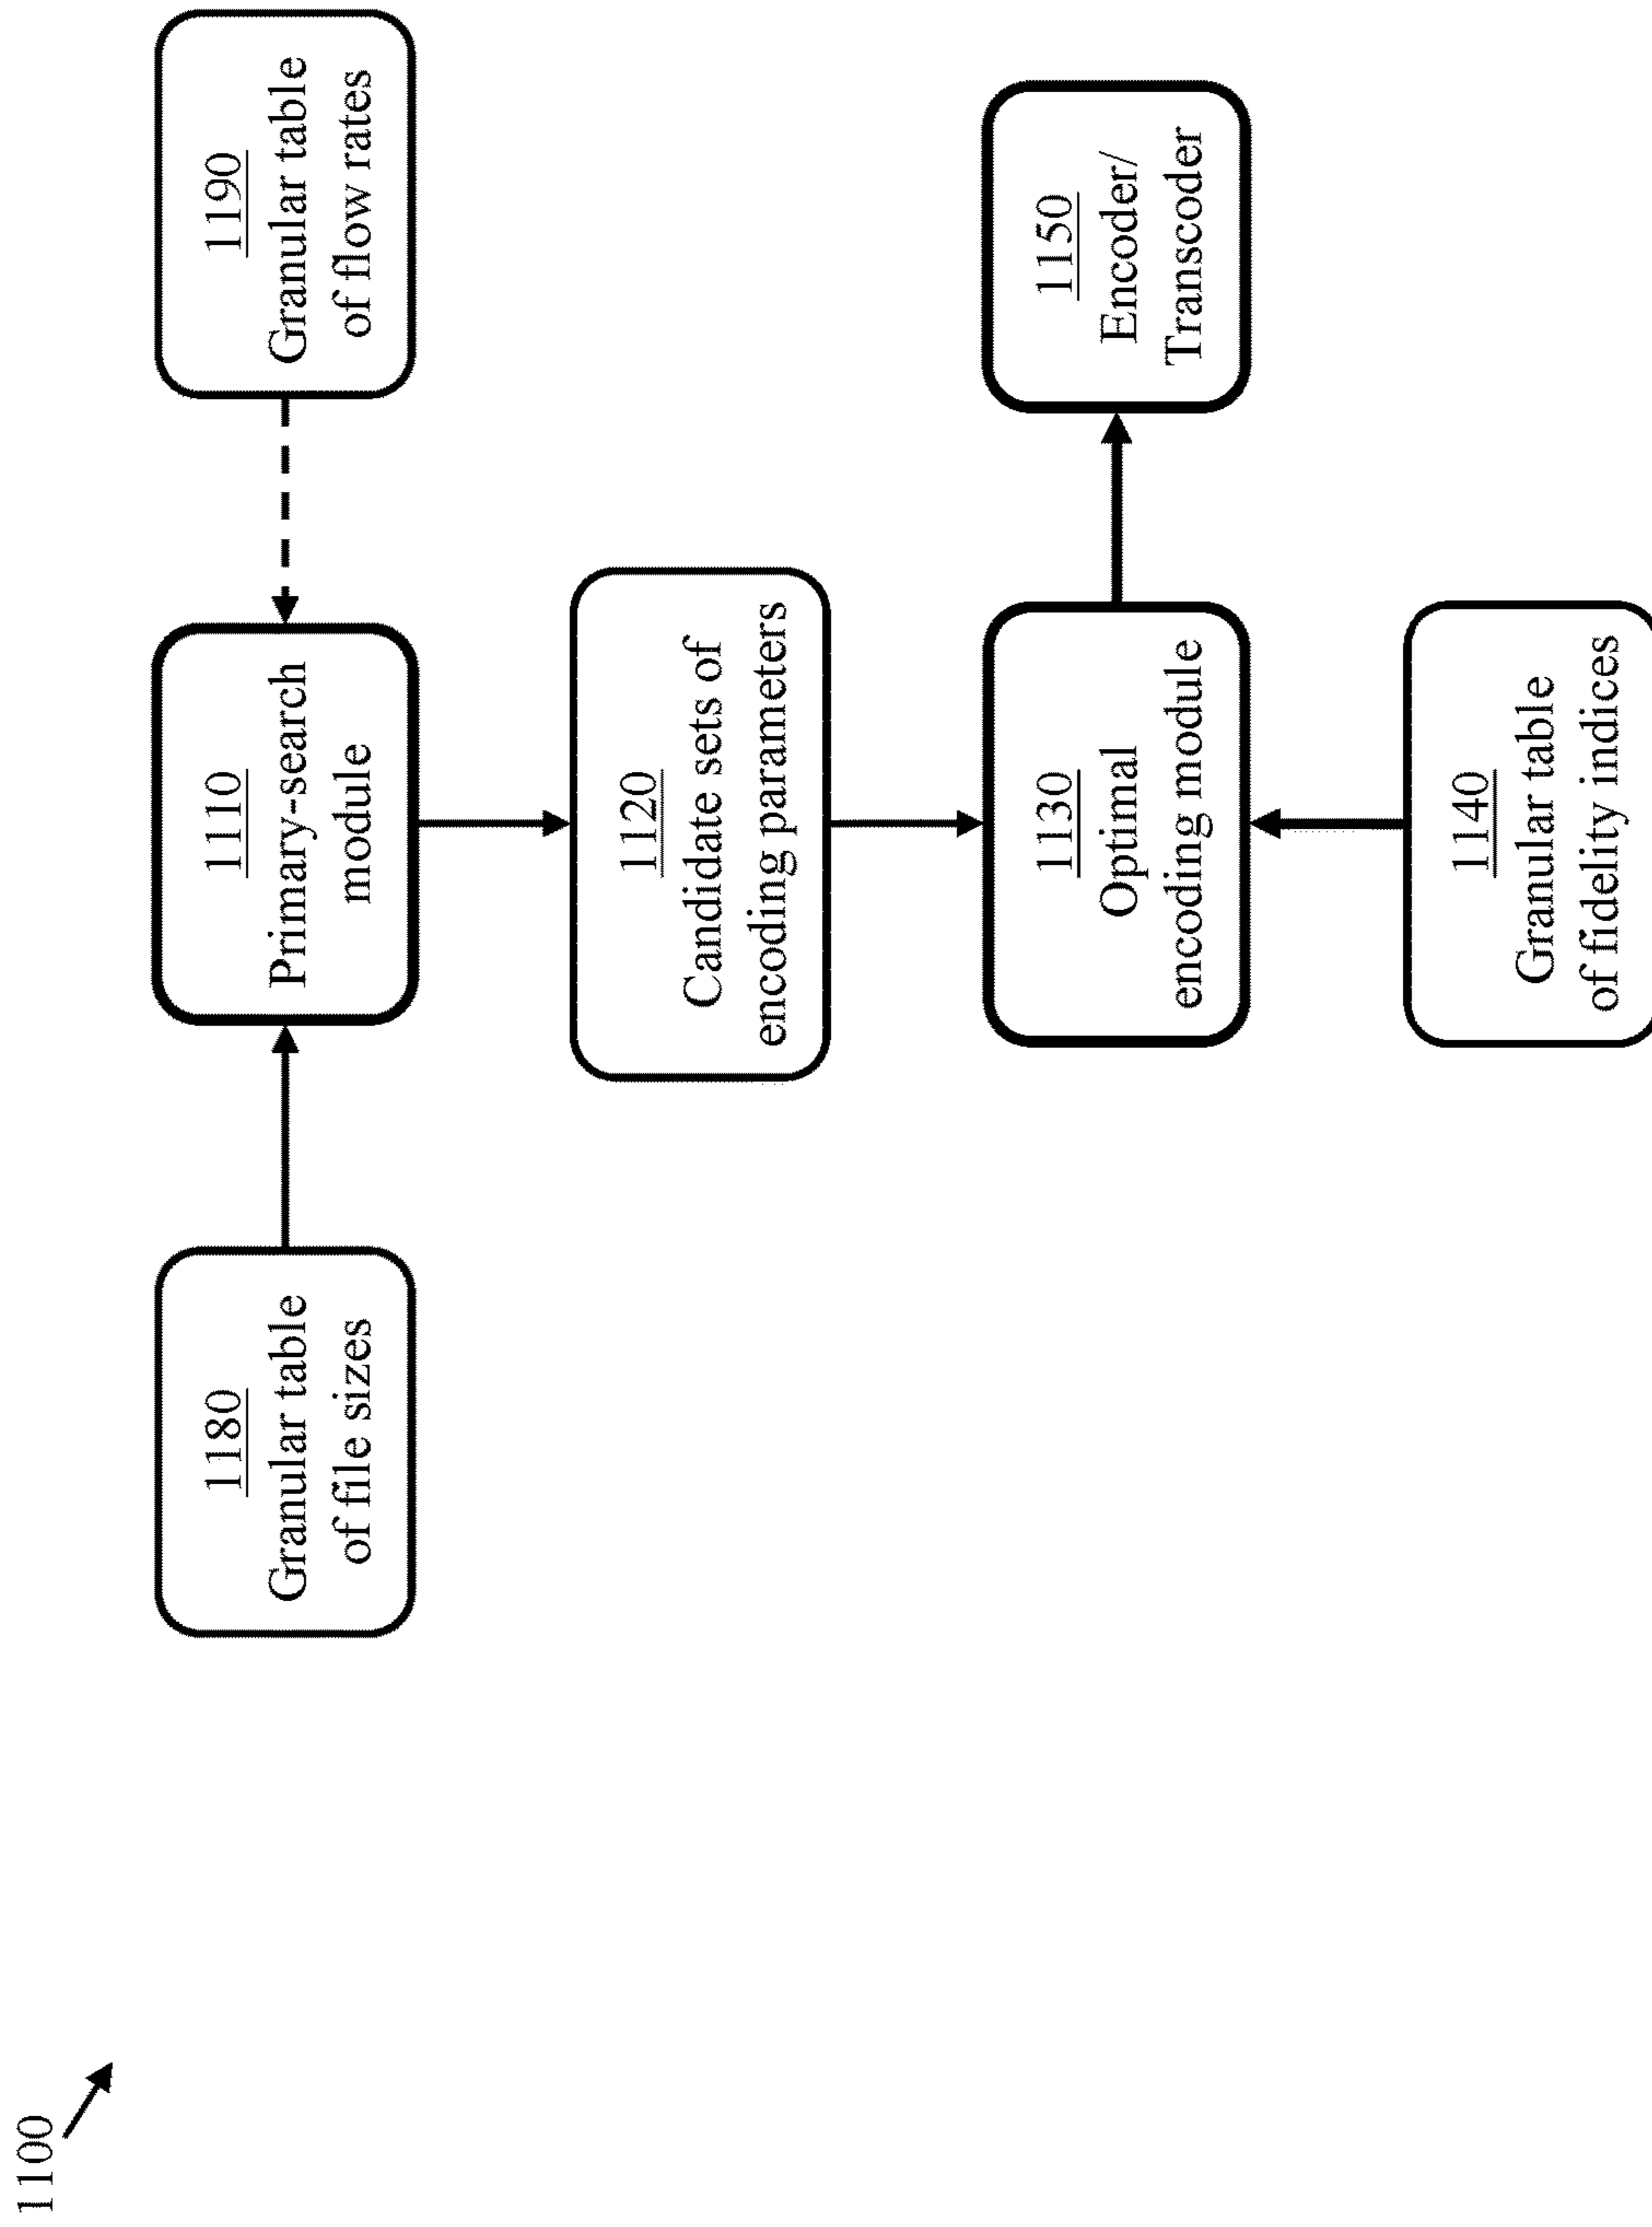 1100
1180
Granular table
of file sizes
1110
Primary-search
module
1190
Granular table
of flow rates
1120
Candidate sets of
encoding parameters
1130
Optimal
encoding module
1150
Encoder/
Transcoder
1140
Granular table
of fidelity indices